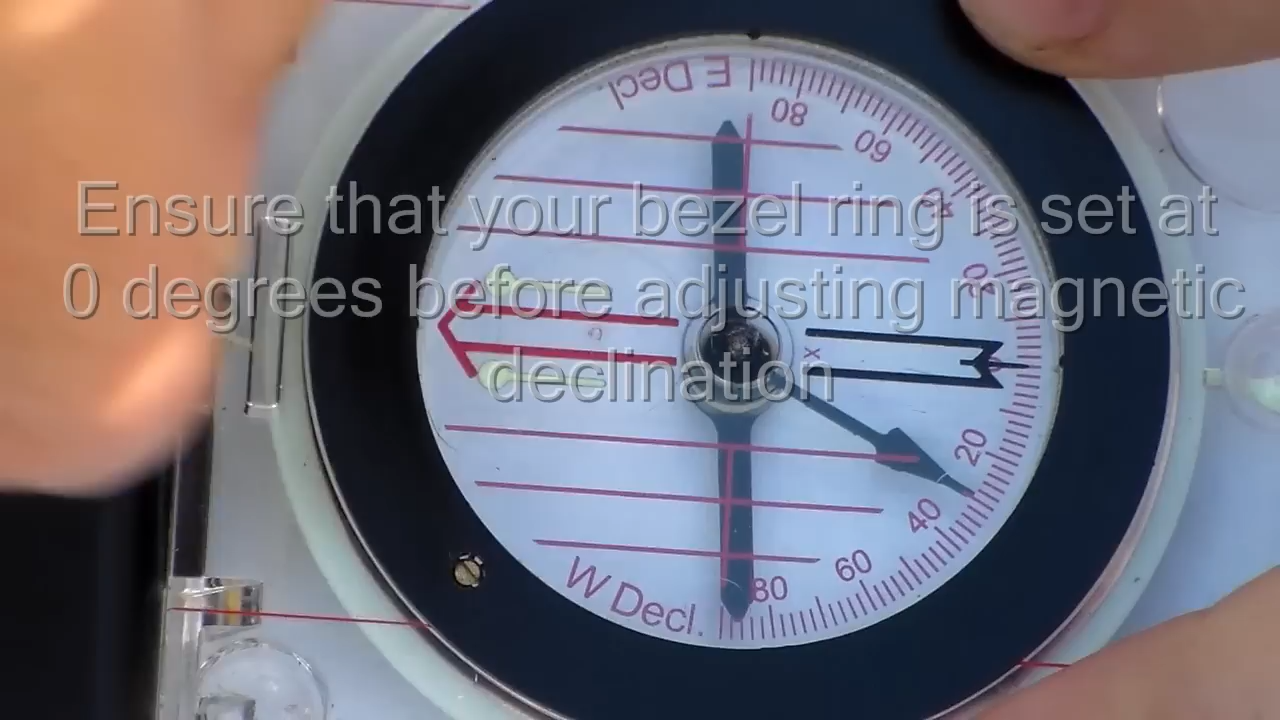 E Decl
80
60
Ensure that your bezel ring is set at
40
20
0 degrees before adjusting magnetic
declination
x
20
40
60
80
W Decl.